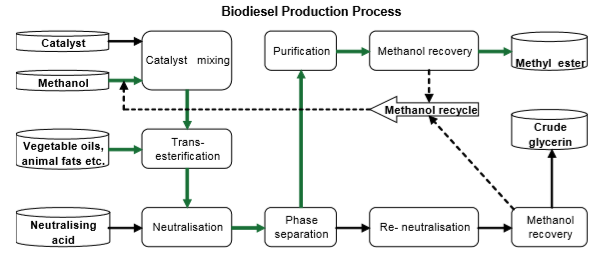 Biodiesel Production Process
Catalyst
Catalyst mixing
Purification
Methanol recovery
Methyl ester
Methanol
Methanol recycle
Crude
glycerin
Vegetable oils,
animal fats etc.
Trans-
esterification
Neutralising
acid
Neutralisation
Phase
separation
Re- neutralisation
Methanol
recovery